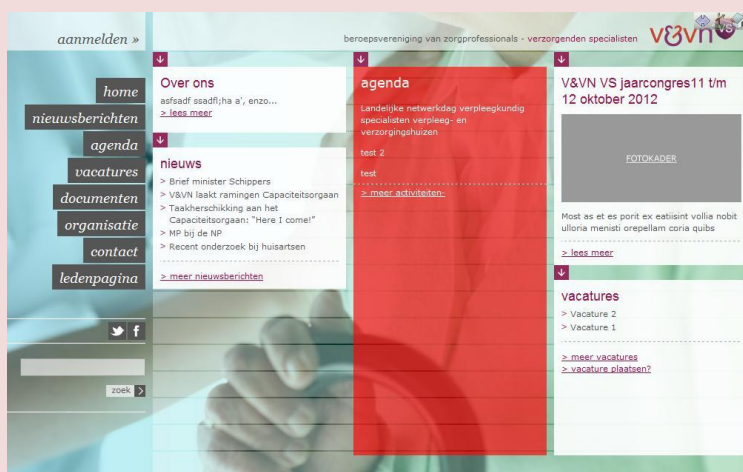 aanmelden »
beroepsvereniging van zorgprofessionals - verzorgenden specialisten
V&VN VS
home
nieuwsberichten
agenda
vacatures
documenten
organisatie
contact
ledenpagina
zoek >
Over ons
asfsadf ssadfl;ha a', enzo...
> lees meer
nieuws
> Brief minister Schippers
> V&VN laakt ramingen Capaciteitsorgaan
> Taakherschikking aan het
Capaciteitsorgaan: "Here I come!"
> MP bij de NP
> Recent onderzoek bij huisartsen
> meer nieuwsberichten
agenda
Landelijke netwerkdag verpleegkundig
specialisten verpleeg- en
verzorgingshuizen
test 2
test
> meer activiteiten-
V&VN VS jaarcongres11 t/m
12 oktober 2012
FOTOKADER
Most as et es porit ex eatiisint vollia nobit
ulloria menisti orepellam coria quibs
> lees meer
vacatures
> Vacature 2
> Vacature 1
> meer vacatures
> vacature plaatsen?